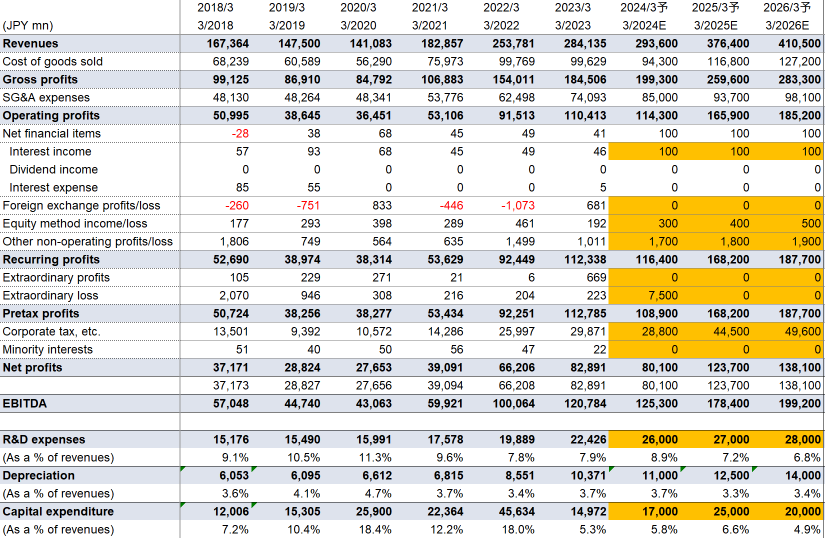 2018/3 2019/3 2020/3 2021/3 2022/3 2023/3 2024/3予 2025/3予 2026/3予
(JPY mn) 3/2018 3/2019 3/2020 3/2021 3/2022 3/2023 3/2024E 3/2025E 3/2026E
Revenues 167,364 147,500 141,083 182,857 253,781 284,135 293,600 376,400 410,500
Cost of goods sold 68,239 60,589 56,290 75,973 99,769 99,629 94,300 116,800 127,200
Gross profits 99,125 86,910 84,792 106,883 154,011 184,506 199,300 259,600 283,300
SG&A expenses 48,130 48,264 48,341 53,776 62,498 74,093 85,000 93,700 98,100
Operating profits 50,995 38,645 36,451 53,106 91,513 110,413 114,300 165,900 185,200
Net financial items -28 38 68 45 49 41 100 100 100
Interest income 57 93 68 45 49 46 100 100 100
Dividend income 0 0 0 0 0 0 0 0 0
Interest expense 85 55 0 0 0 5 0 0 0
Foreign exchange profits/loss -260 -751 833 -446 -1,073 681 0 0 0
Equity method income/loss 177 293 398 289 461 192 300 400 500
Other non-operating profits/loss 1,806 749 564 635 1,499 1,011 1,700 1,800 1,900
Recurring profits 52,690 38,974 38,314 53,629 92,449 112,338 116,400 168,200 187,700
Extraordinary profits 105 229 271 21 6 669 0 0 0
Extraordinary loss 2,070 946 308 216 204 223 7,500 0 0
Pretax profits 50,724 38,256 38,277 53,434 92,251 112,785 108,900 168,200 187,700
Corporate tax, etc. 13,501 9,392 10,572 14,286 25,997 29,871 28,800 44,500 49,600
Minority interests 51 40 50 56 47 22 0 0 0
Net profits 37,171 28,824 27,653 39,091 66,206 82,891 80,100 123,700 138,100
37,173 28,827 27,656 39,094 66,208 82,891 80,100 123,700 138,100
EBITDA 57,048 44,740 43,063 59,921 100,064 120,784 125,300 178,400 199,200
R&D expenses 15,176 15,490 15,991 17,578 19,889 22,426 26,000 27,000 28,000
(As a % of revenues) 9.1% 10.5% 11.3% 9.6% 7.8% 7.9% 8.9% 7.2% 6.8%
Depreciation 6,053 6,095 6,612 6,815 8,551 10,371 11,000 12,500 14,000
(As a % of revenues) 3.6% 4.1% 4.7% 3.7% 3.4% 3.7% 3.7% 3.3% 3.4%
Capital expenditure 12,006 15,305 25,900 22,364 45,634 14,972 17,000 25,000 20,000
(As a % of revenues) 7.2% 10.4% 18.4% 12.2% 18.0% 5.3% 5.8% 6.6% 4.9%